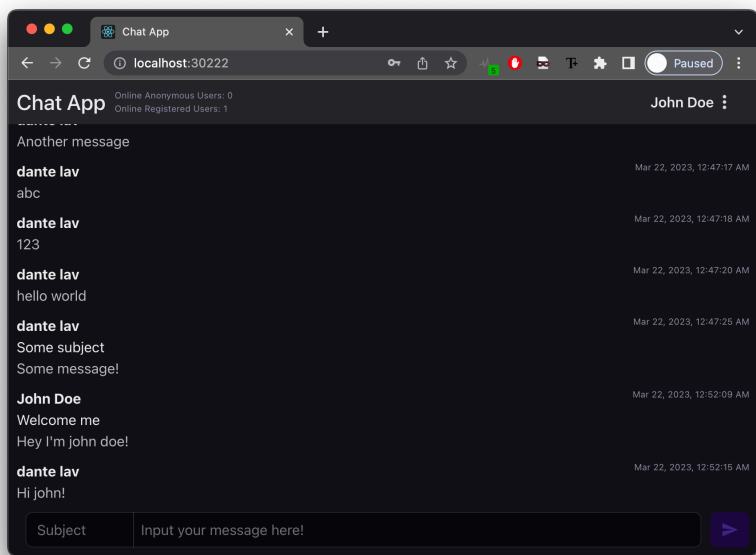 Chat App
localhost:30222
5
Paused
Chat App
Online Anonymous Users: 0
Online Registered Users: 1
John Doe
Another message
dante lav
Mar 22, 2023, 12:47:17 AM
abc
dante lav
Mar 22, 2023, 12:47:18 AM
123
dante lav
Mar 22, 2023, 12:47:20 AM
hello world
dante lav
Mar 22, 2023, 12:47:25 AM
Some subject
Some message!
John Doe
Mar 22, 2023, 12:52:09 AM
Welcome me
Hey I'm john doe!
dante lav
Mar 22, 2023, 12:52:15 AM
Hi john!
Subject
Input your message here!